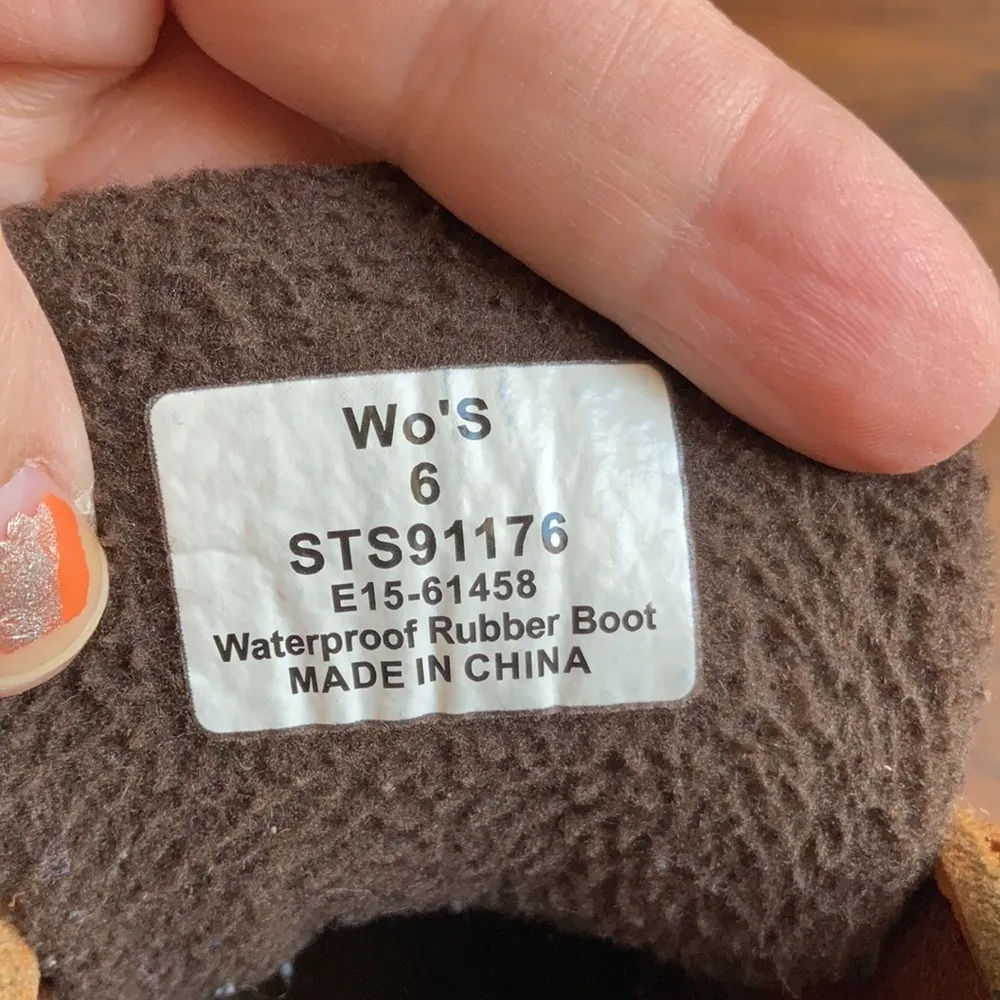 Wo'S
6
STS91176
E15-61458
Waterproof Rubber Boot
MADE IN CHINA